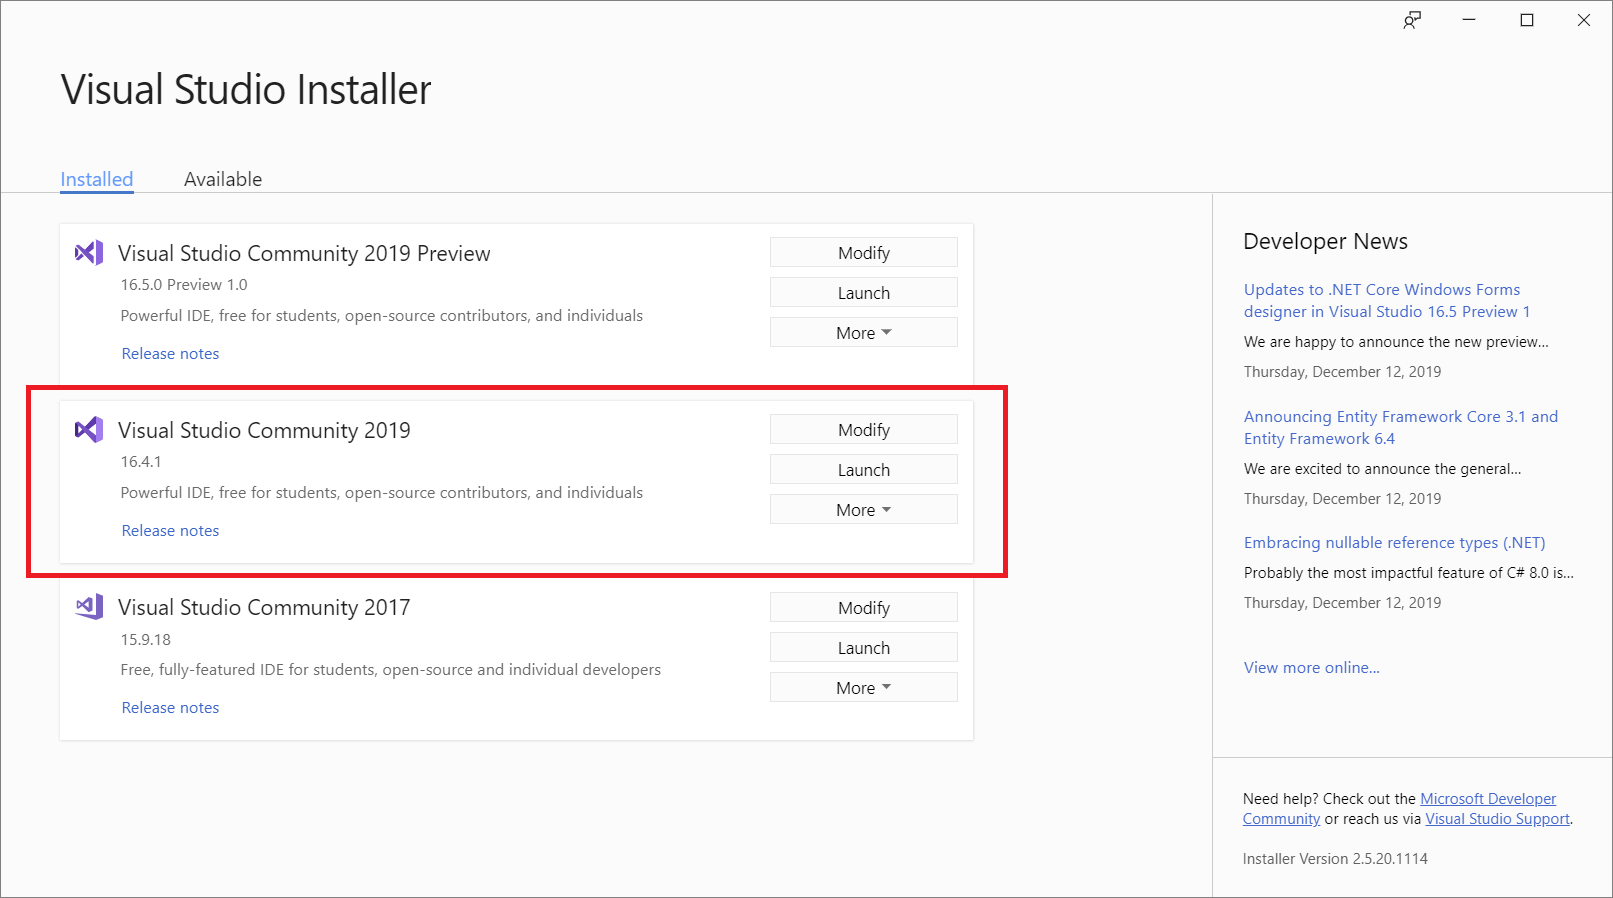 Visual Studio Installer
Installed
Available
Visual Studio Community 2019 Preview
16.5.0 Preview 1.0
Powerful IDE, free for students, open-source contributors, and individuals
Release notes
Modify
Launch
More
Visual Studio Community 2019
16.4.1
Powerful IDE, free for students, open-source contributors, and individuals
Release notes
Modify
Launch
More
Visual Studio Community 2017
15.9.18
Free, fully-featured IDE for students, open-source and individual developers
Release notes
Modify
Launch
More
Developer News
Updates to .NET Core Windows Forms
designer in Visual Studio 16.5 Preview 1
We are happy to announce the new preview...
Thursday, December 12, 2019
Announcing Entity Framework Core 3.1 and
Entity Framework 6.4
We are excited to announce the general...
Thursday, December 12, 2019
Embracing nullable reference types (.NET)
Probably the most impactful feature of C# 8.0 is...
Thursday, December 12, 2019
View more online...
Need help? Check out the Microsoft Developer
Community or reach us via Visual Studio Support.
Installer Version 2.5.20.1114